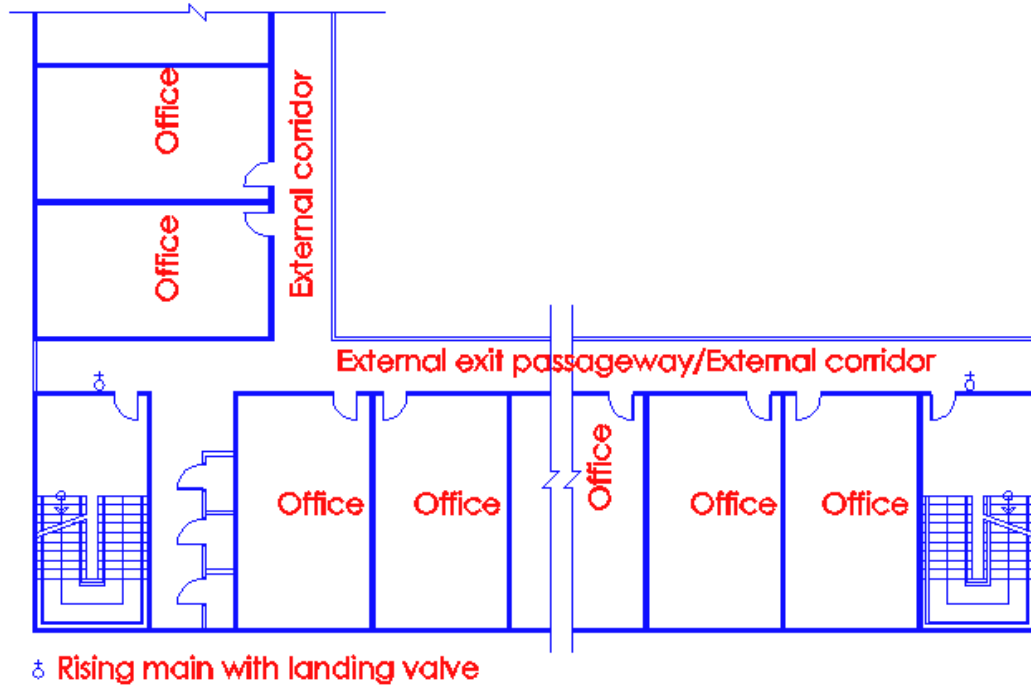 Office
External corridor
Office
External exit passageway/External corridor
Office
Office
Office
Office
Office
Rising main with landing valve